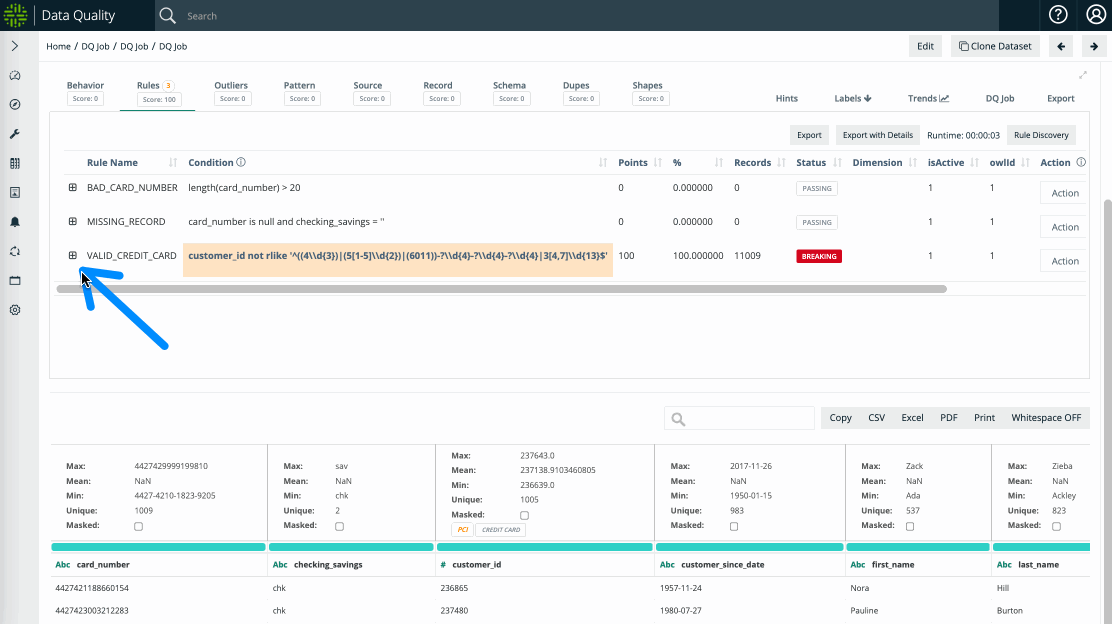 Data Quality
Search
Home / DQ Job / DQ Job / DQ Job
Edit
Clone Dataset
Behavior
Score: 0
Rules 3
Score: 100
Outliers
Score: 0
Pattern
Score: 0
Source
Score: 0
Record
Score: 0
Schema
Score: 0
Dupes
Score: 0
Shapes
Score: 0
Hints
Labels
Trends
DQ Job
Export
Export
Export with Details
Runtime: 00:00:03
Rule Discovery
Rule Name Condition Points % Records Status Dimension isActive owlId Action
BAD_CARD_NUMBER length(card_number) > 20 0 0.000000 0 PASSING 1 1 Action
MISSING_RECORD card_number is null and checking_savings = '' 0 0.000000 0 PASSING 1 1 Action
VALID_CREDIT_CARD customer_id not rlike '^((4\\d{3})|(5[1-5]\\d{2})|(6011))-?\\d{4}-?\\d{4}-?\\d{4}|3[4,7]\\d{13}$' 100 100.000000 11009 BREAKING 1 1 Action
Copy CSV Excel PDF Print Whitespace OFF
Max: 4427429999199810
Mean: NaN
Min: 4427-4210-1823-9205
Unique: 1009
Masked:
Max: sav
Mean: NaN
Min: chk
Unique: 2
Masked:
Max: 237643.0
Mean: 237138.9103460805
Min: 236639.0
Unique: 1005
Masked:
PCI CREDIT CARD
Max: 2017-11-26
Mean: NaN
Min: 1950-01-15
Unique: 983
Masked:
Max: Zack
Mean: NaN
Min: Ada
Unique: 537
Masked:
Max: Zieba
Mean: NaN
Min: Ackley
Unique: 823
Masked:
Abc card_number Abc checking_savings # customer_id Abc customer_since_date Abc first_name Abc last_name
4427421188660154 chk 236865 1957-11-24 Nora Hill
4427423003212283 chk 237480 1980-07-27 Pauline Burton